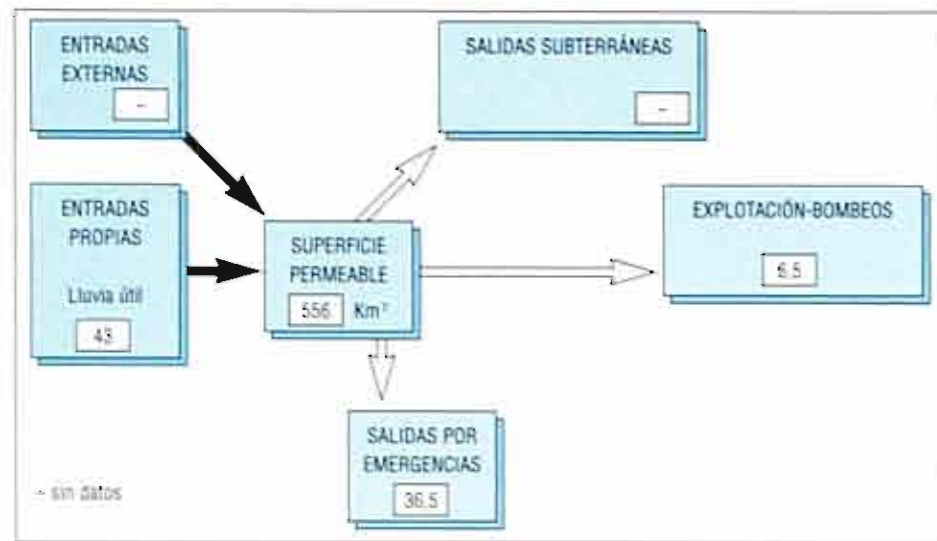 ENTRADAS
EXTERNAS
-
SALIDAS SUBTERRÁNEAS
-
ENTRADAS
PROPIAS
Lluvia útil
43
SUPERFICIE
PERMEABLE
556 Km²
EXPLOTACIÓN-BOMBEOS
6.5
SALIDAS POR
EMERGENCIAS
36.5
- sin datos